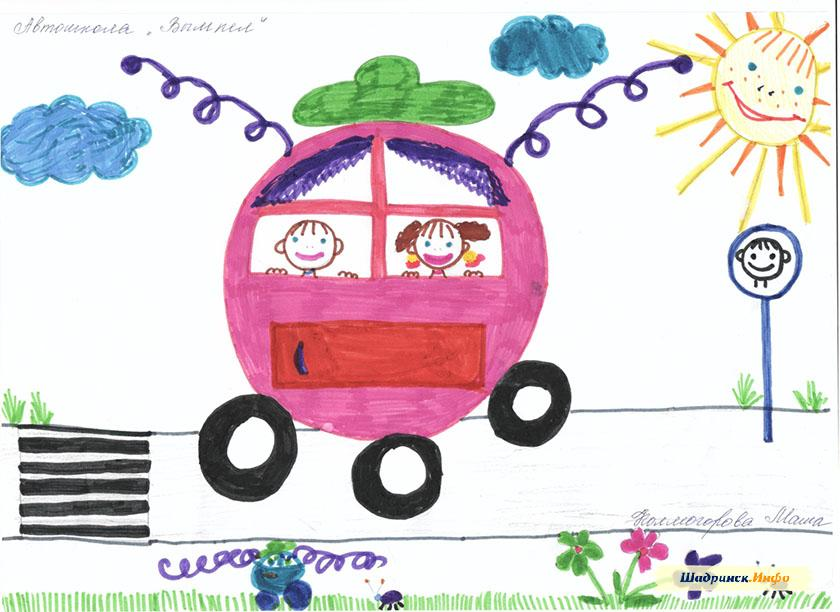 Автошкола „Вымпел"
Колмогорова Маша
Шадринск.Инфо